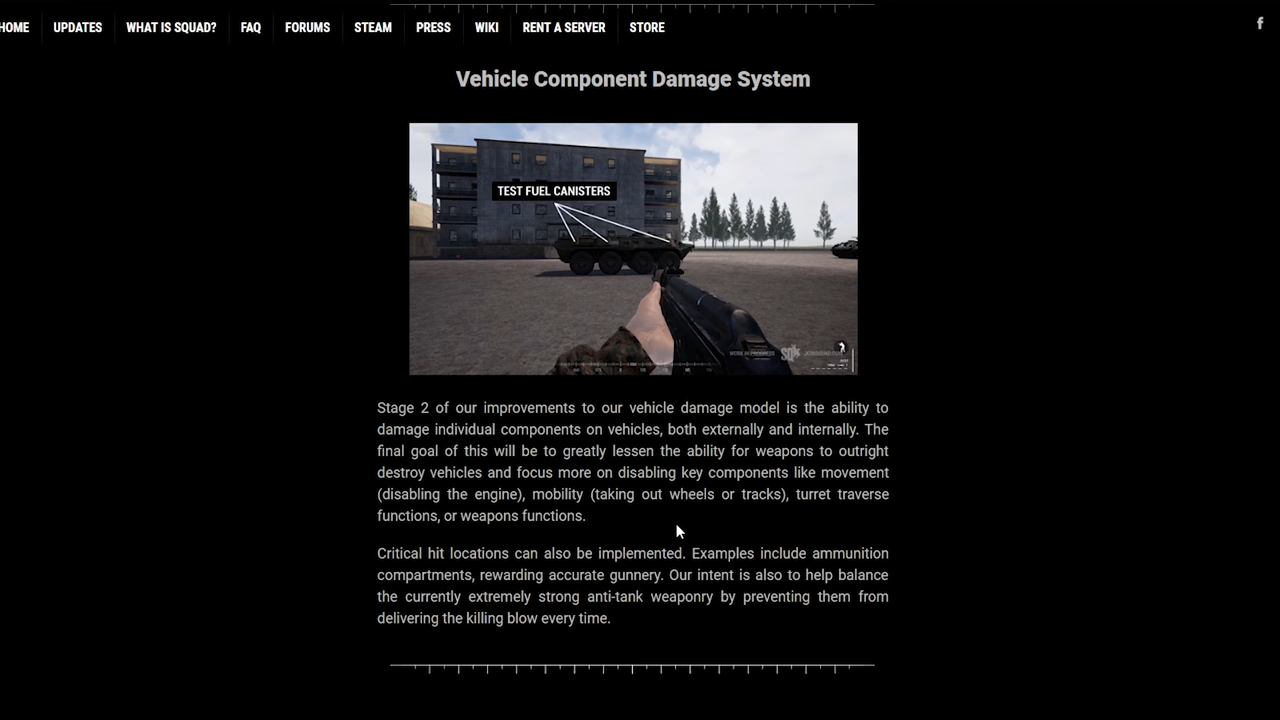 HOME UPDATES WHAT IS SQUAD? FAQ FORUMS STEAM PRESS WIKI RENT A SERVER STORE
Vehicle Component Damage System
TEST FUEL CANISTERS
WORK IN PROGRESS
Stage 2 of our improvements to our vehicle damage model is the ability to
damage individual components on vehicles, both externally and internally. The
final goal of this will be to greatly lessen the ability for weapons to outright
destroy vehicles and focus more on disabling key components like movement
(disabling the engine), mobility (taking out wheels or tracks), turret traverse
functions, or weapons functions.
Critical hit locations can also be implemented. Examples include ammunition
compartments, rewarding accurate gunnery. Our intent is also to help balance
the currently extremely strong anti-tank weaponry by preventing them from
delivering the killing blow every time.